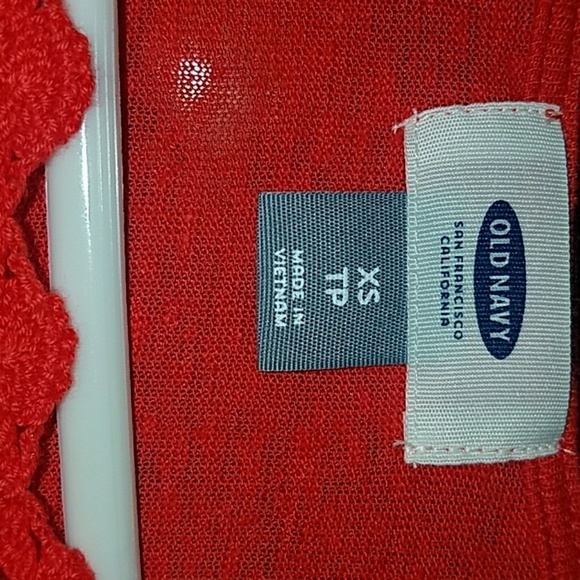 OLD NAVY
SAN FRANCISCO
CALIFORNIA
XS
TP
MADE IN
VIETNAM